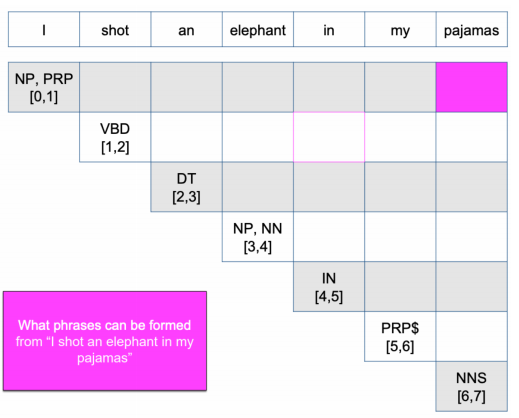 I shot an elephant in my pajamas
NP, PRP
[0,1]
VBD
[1,2]
DT
[2,3]
NP, NN
[3,4]
IN
[4,5]
PRP$
[5,6]
NNS
[6,7]
What phrases can be formed
from “I shot an elephant in my
pajamas”